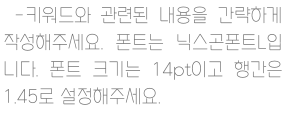 -키워드와 관련된 내용을 간략하게
작성해주세요. 폰트는 닉스곤폰트L입
니다. 폰트 크기는 14pt이고 행간은
1.45로 설정해주세요.